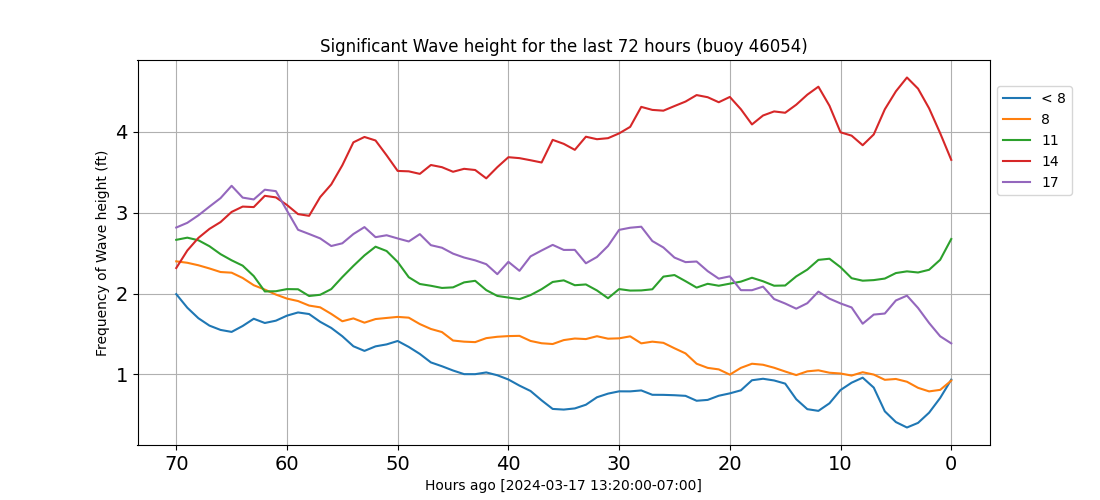 Significant Wave height for the last 72 hours (buoy 46054)
Frequency of Wave height (ft)
4
3
2
1
70 60 50 40 30 20 10 0
Hours ago [2024-03-17 13:20:00-07:00]
< 8
8
11
14
17